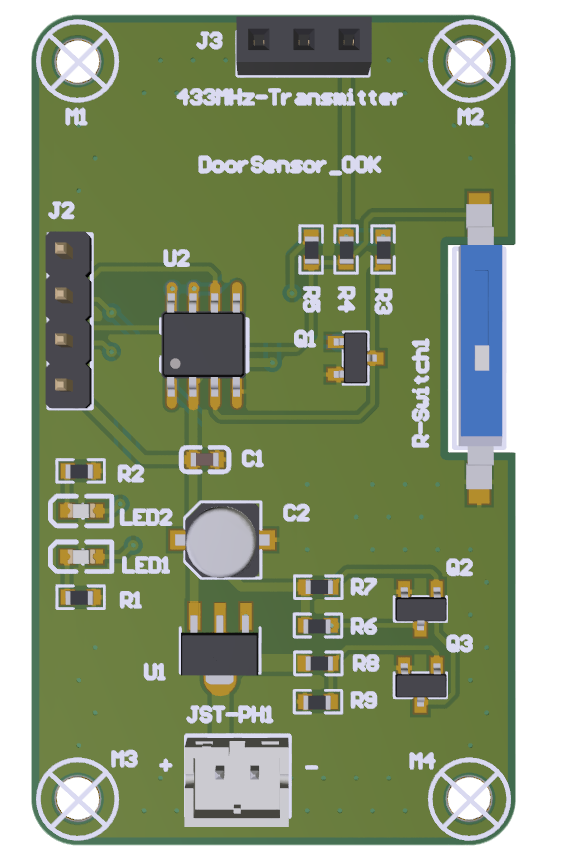 J3
433MHz-Transmitter
M1
M2
DoorSensor_OOK
J2
U2
R5
R4
R3
Q1
R-Switch1
C1
R2
C2
LED2
LED1
Q2
R7
R1
R6
Q3
R8
U1
R9
JST-PH1
M3
+
-
M4